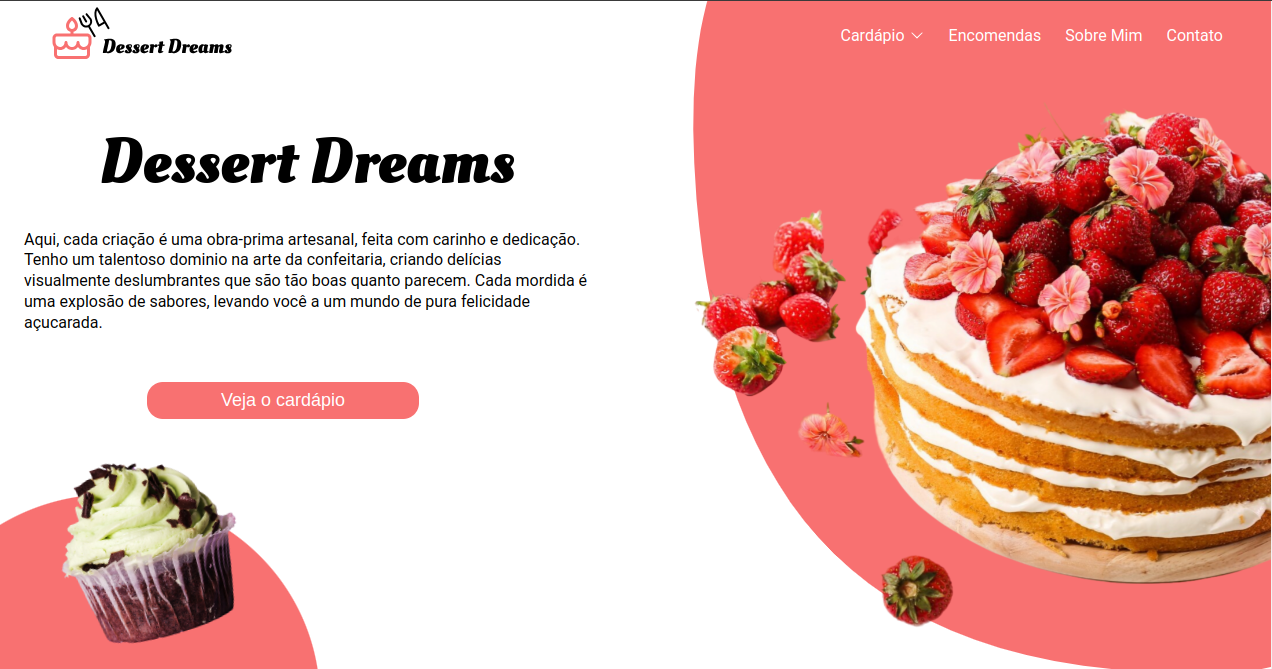 Dessert Dreams
Cardápio
Encomendas
Sobre Mim
Contato
Dessert Dreams
Aqui, cada criação é uma obra-prima artesanal, feita com carinho e dedicação.
Tenho um talentoso dominio na arte da confeitaria, criando delícias
visualmente deslumbrantes que são tão boas quanto parecem. Cada mordida é
uma explosão de sabores, levando você a um mundo de pura felicidade
açucarada.
Veja o cardápio